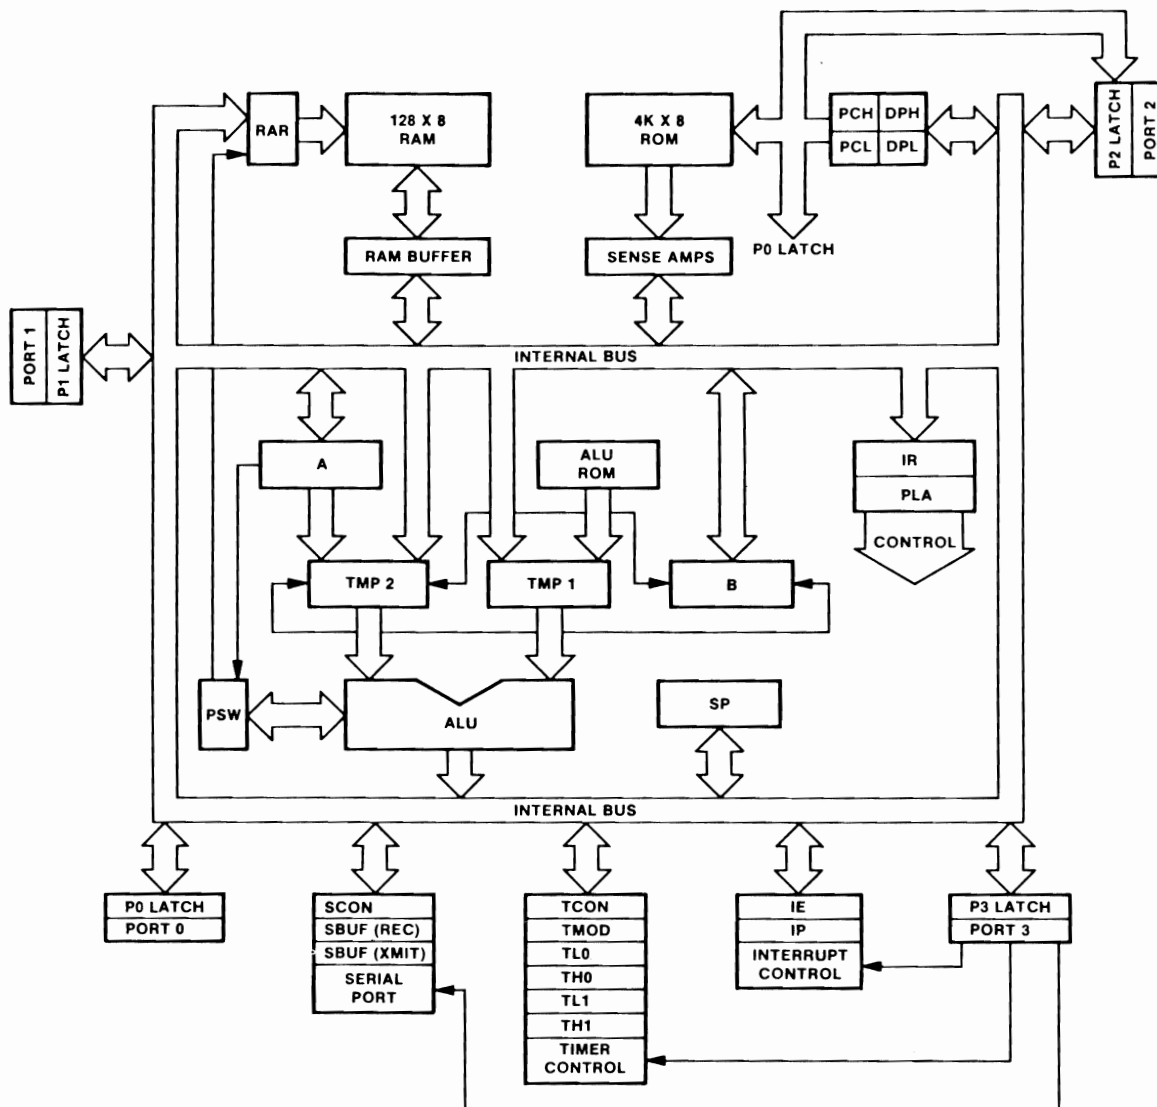 RAR
128 X 8
RAM
4K X 8
ROM
PCH DPH
PCL DPL
P2 LATCH
PORT 2
RAM BUFFER
SENSE AMPS
P0 LATCH
PORT 1
P1 LATCH
INTERNAL BUS
A
ALU
ROM
IR
PLA
CONTROL
TMP 2
TMP 1
B
PSW
ALU
SP
INTERNAL BUS
P0 LATCH
PORT 0
SCON
SBUF (REC)
SBUF (XMIT)
SERIAL
PORT
TCON
TMOD
TL0
TH0
TL1
TH1
TIMER
CONTROL
IE
IP
INTERRUPT
CONTROL
P3 LATCH
PORT 3